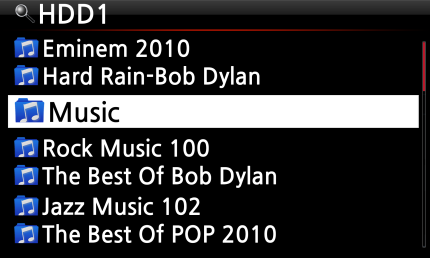 HDD1
Eminem 2010
Hard Rain-Bob Dylan
Music
Rock Music 100
The Best Of Bob Dylan
Jazz Music 102
The Best Of POP 2010